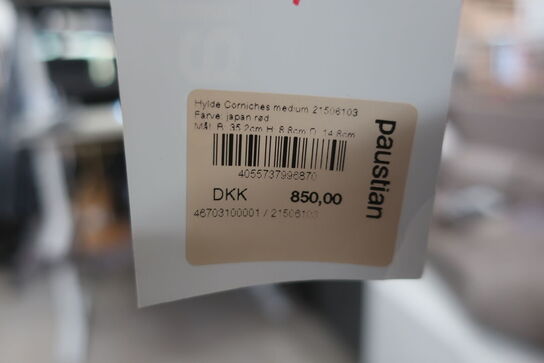 Hylde Corniches medium 21506103
Farve: japan rød
Mål: B. 35,2cm H: 8,8cm D. 14,8cm
4055737996870
DKK 850,00
46703100001 / 21506103
paustian